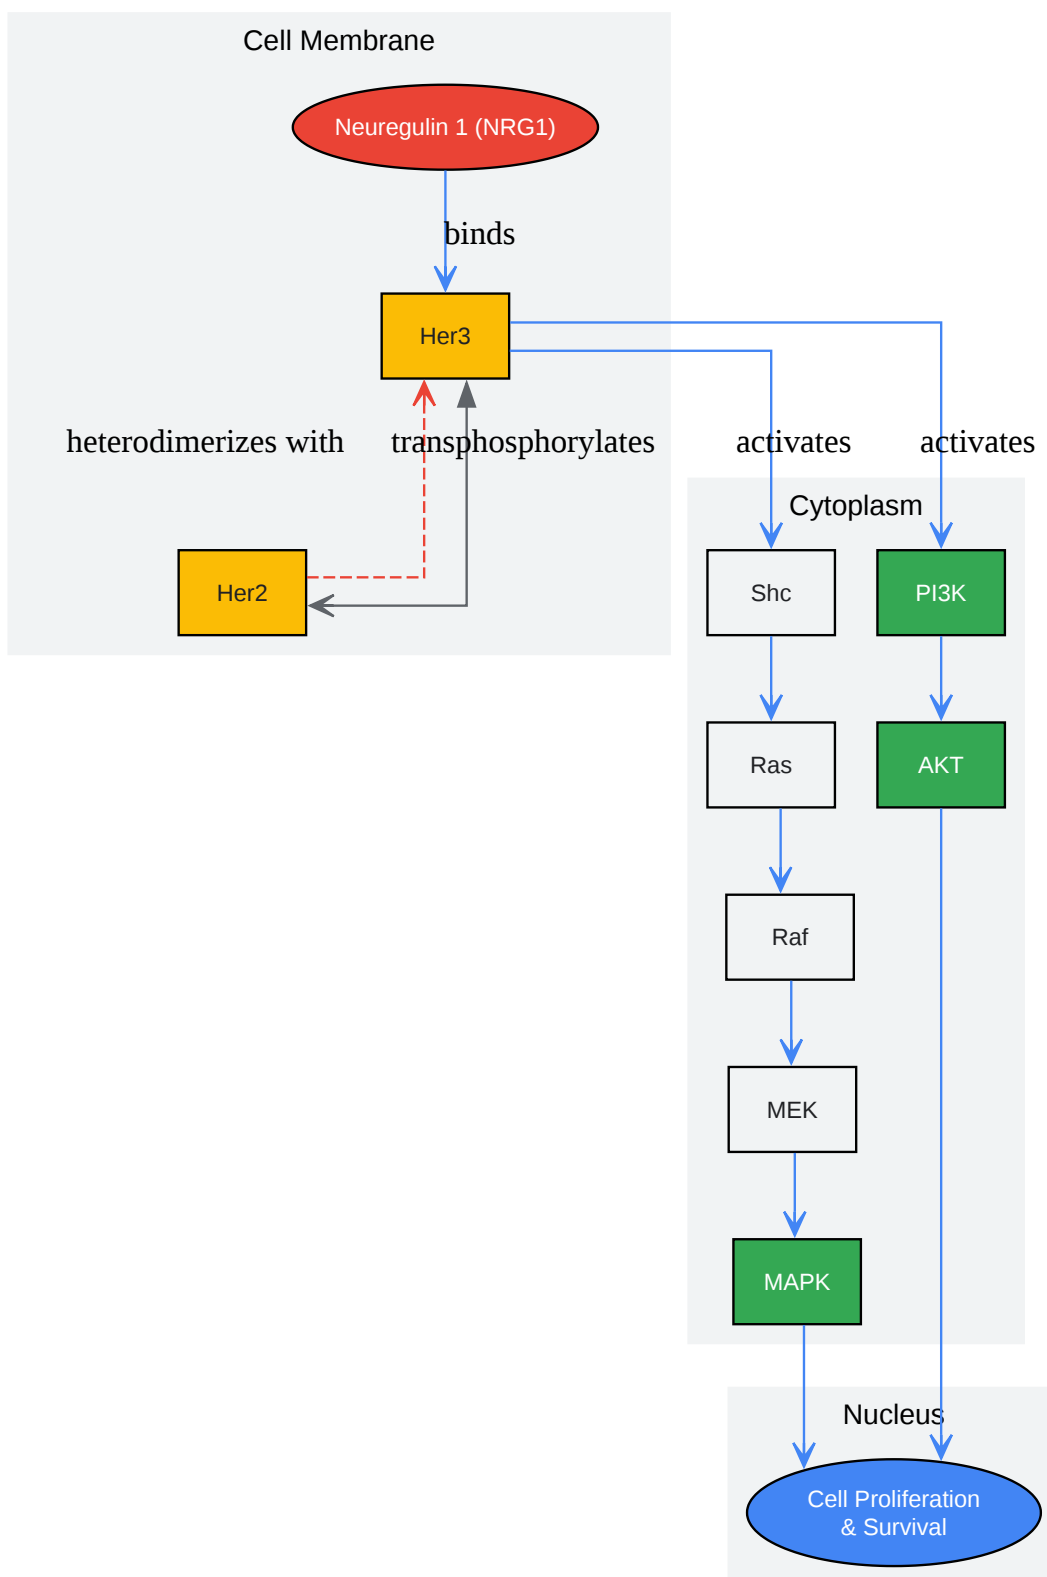 Cell Membrane
Neuregulin 1 (NRG1)
binds
Her3
heterodimerizes with
transphosphorylates
activates
activates
Cytoplasm
Her2
Shc
PI3K
Ras
AKT
Raf
MEK
MAPK
Nucleus
Cell Proliferation
& Survival